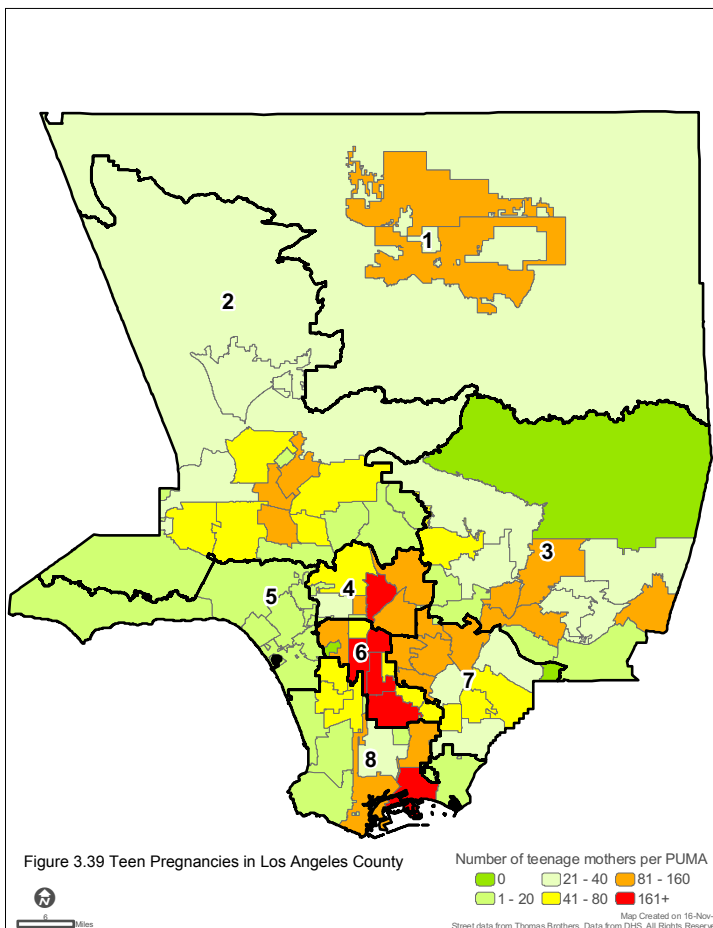 1
2
3
4
5
6
7
8
Figure 3.39 Teen Pregnancies in Los Angeles County
Number of teenage mothers per PUMA
0 21 - 40 81 - 160
1 - 20 41 - 80 161+
N
6
Miles
Map Created on 16-Nov-
Street data from Thomas Brothers. Data from DHS. All Rights Reserve